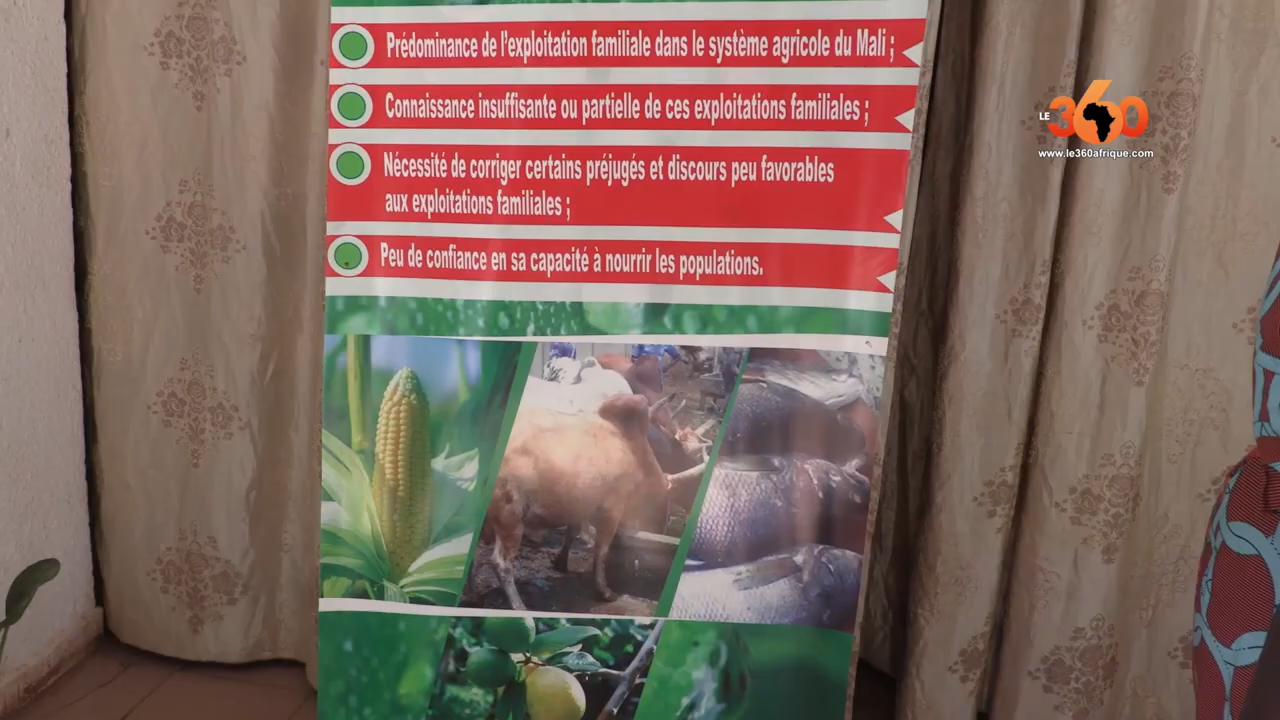 Prédominance de l'exploitation familiale dans le système agricole du Mali ;
Connaissance insuffisante ou partielle de ces exploitations familiales ;
Nécessité de corriger certains préjugés et discours peu favorables
aux exploitations familiales ;
Peu de confiance en sa capacité à nourrir les populations.
LE 360
www.le360afrique.com